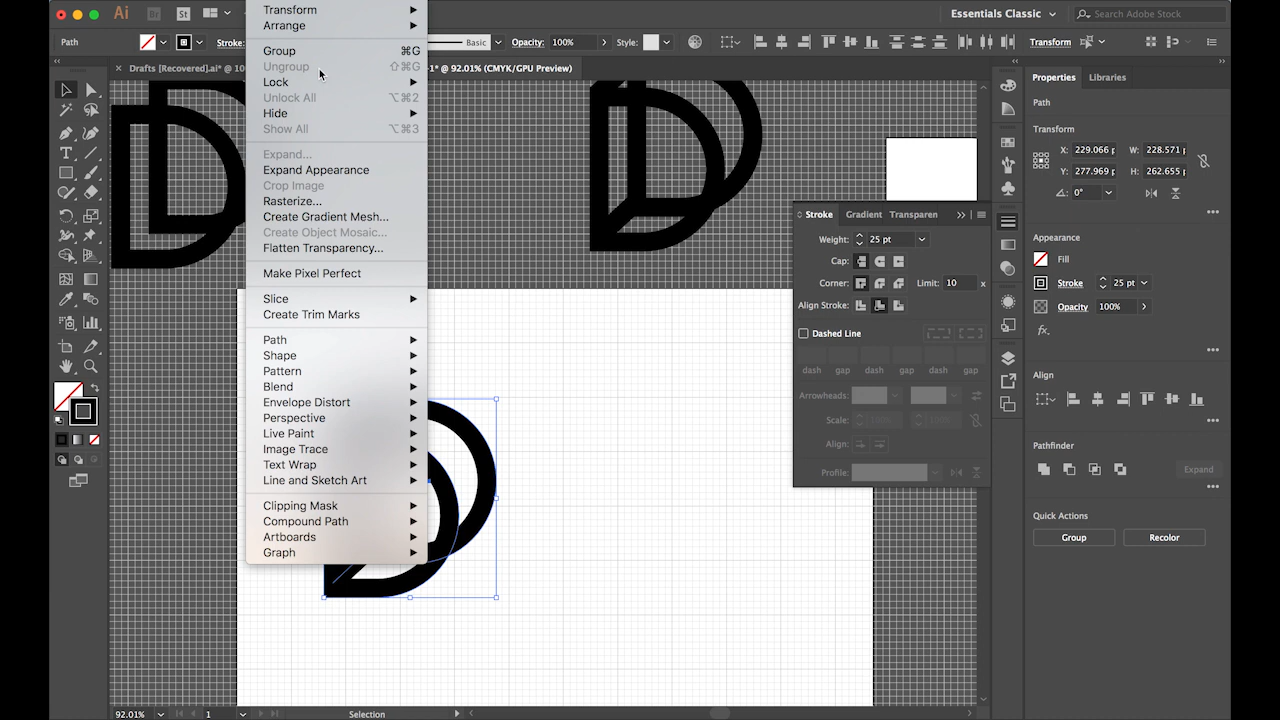 Ai Br St Essentials Classic Search Adobe Stock
Path Stroke: Basic Opacity: 100% Style: Transform
Drafts [Recovered].ai* @ 10 -1* @ 92.01% (CMYK/GPU Preview)
Transform
Arrange
Group ⌘G
Ungroup ⇧⌘G
Lock
Unlock All ⌥⌘2
Hide
Show All ⌥⌘3
Expand...
Expand Appearance
Crop Image
Rasterize...
Create Gradient Mesh...
Create Object Mosaic...
Flatten Transparency...
Make Pixel Perfect
Slice
Create Trim Marks
Path
Shape
Pattern
Blend
Envelope Distort
Perspective
Live Paint
Image Trace
Text Wrap
Line and Sketch Art
Clipping Mask
Compound Path
Artboards
Graph
Stroke Gradient Transparen
Weight: 25 pt
Cap:
Corner: Limit: 10 x
Align Stroke:
Dashed Line
dash gap dash gap dash gap
Arrowheads:
Scale: 100% 100%
Align:
Profile:
Properties Libraries
Path
Transform
X: 229.066 p W: 228.571 p
Y: 277.969 p H: 262.655 p
0°
Appearance
Fill
Stroke 25 pt
Opacity 100%
fx.
Align
Pathfinder
Expand
Quick Actions
Group Recolor
92.01% 1 Selection